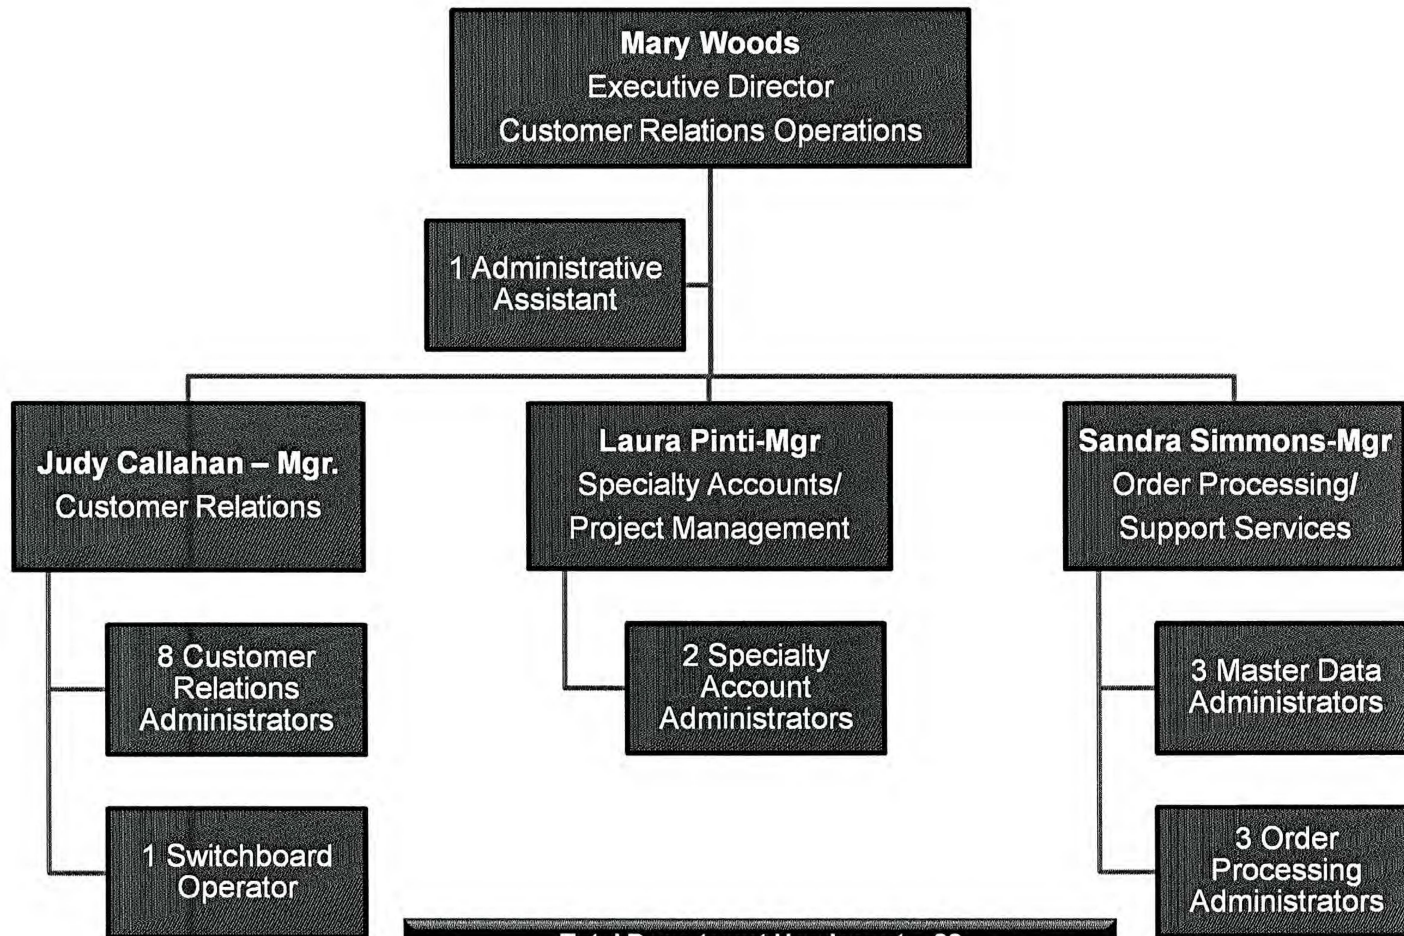 Mary Woods
Executive Director
Customer Relations Operations
1 Administrative
Assistant
Judy Callahan – Mgr.
Customer Relations
Laura Pinti-Mgr
Specialty Accounts/
Project Management
Sandra Simmons-Mgr
Order Processing/
Support Services
8 Customer
Relations
Administrators
2 Specialty
Account
Administrators
3 Master Data
Administrators
1 Switchboard
Operator
3 Order
Processing
Administrators
Total Department